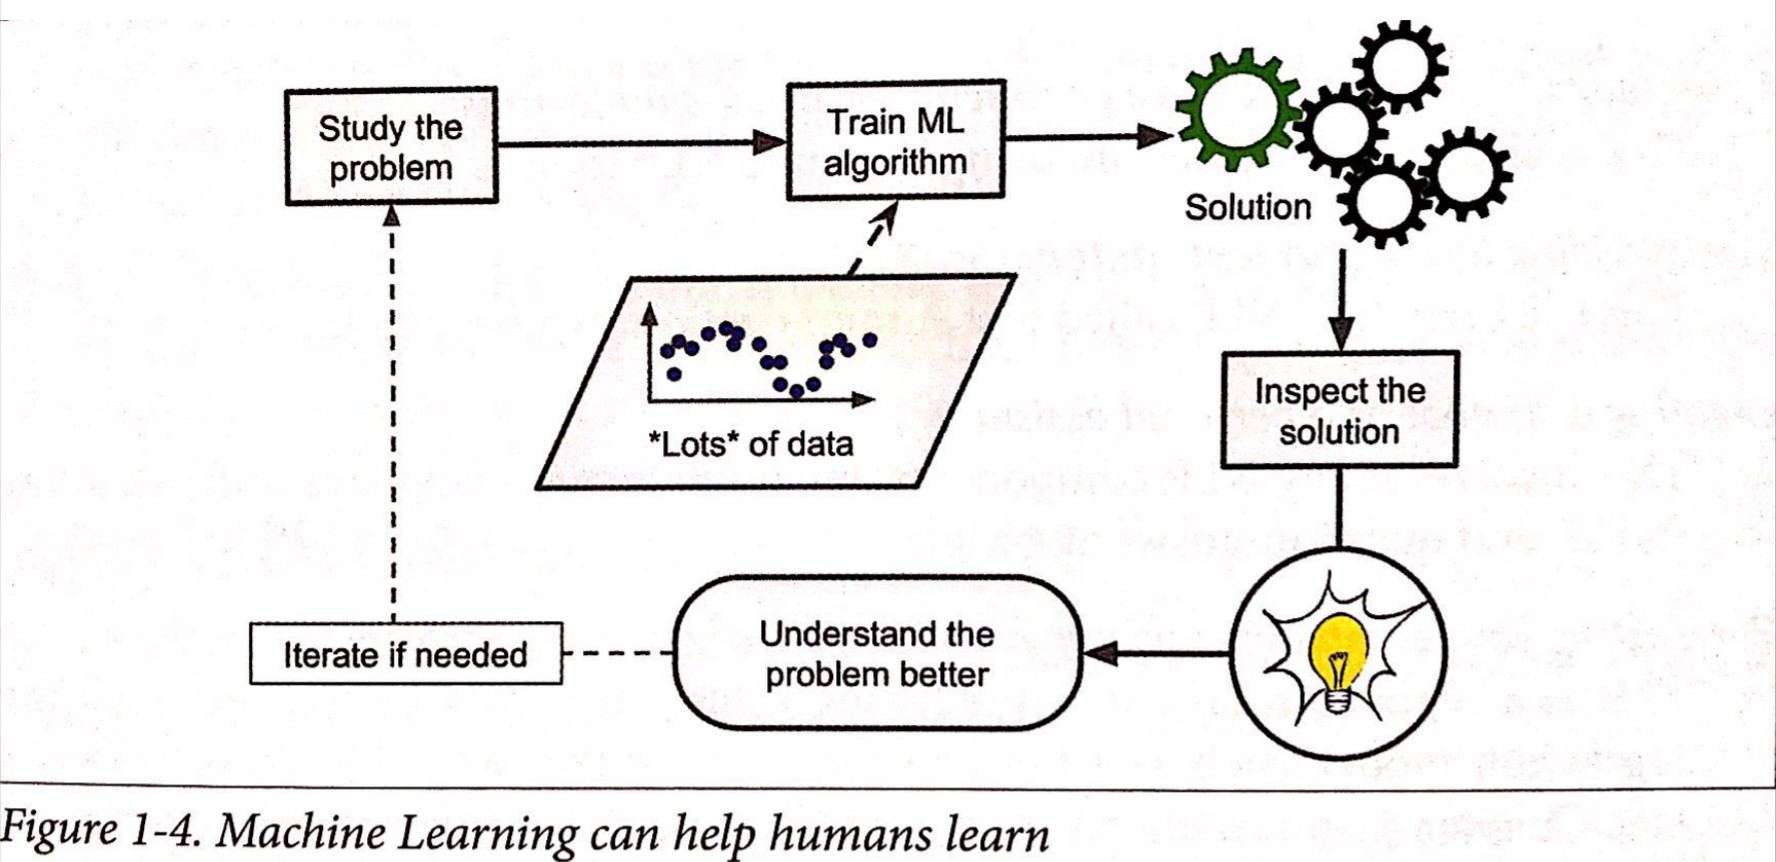 Study the
problem
Train ML
algorithm
Solution
*Lots* of data
Inspect the
solution
Understand the
problem better
Iterate if needed
Figure 1-4. Machine Learning can help humans learn